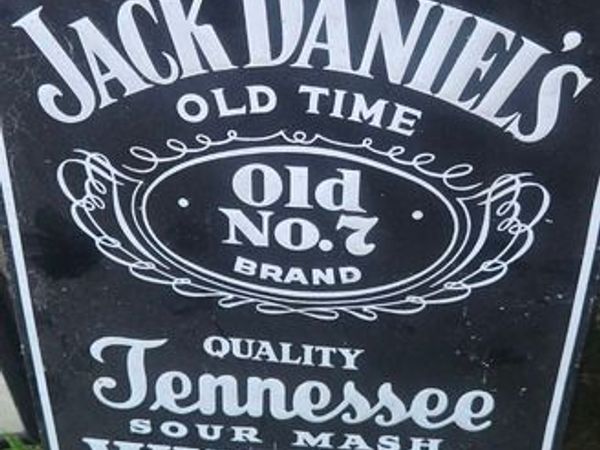 JACK DANIEL'S
OLD TIME
Old
No.7
BRAND
QUALITY
Tennessee
SOUR MASH